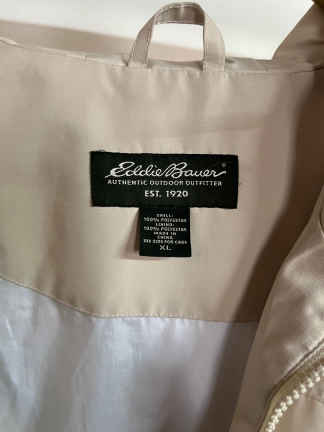 Eddie Bauer
AUTHENTIC OUTDOOR OUTFITTER
EST. 1920
SHELL:
100% POLYESTER
LINING:
100% POLYESTER
MADE IN
CHINA
SEE SIDE FOR CARE
XL